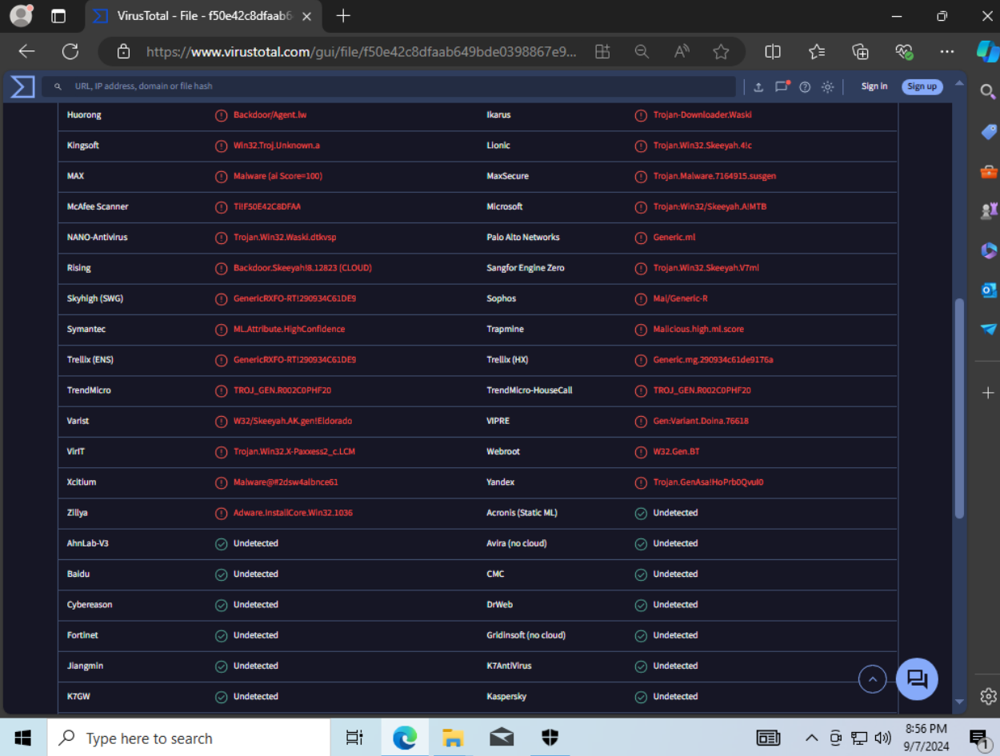 VirusTotal - File - f50e42c8dfaab6
https://www.virustotal.com/gui/file/f50e42c8dfaab649bde0398867e9...
URL, IP address, domain or file hash
Sign in
Sign up
Huorong Backdoor/Agent.lw Ikarus Trojan-Downloader.Waski
Kingsoft Win32.Troj.Unknown.a Lionic Trojan.Win32.Skeeyah.4!c
MAX Malware (ai Score=100) MaxSecure Trojan.Malware.7164915.susgen
McAfee Scanner Ti!F50E42C8DFAA Microsoft Trojan:Win32/Skeeyah.A!MTB
NANO-Antivirus Trojan.Win32.Waski.dtkvsp Palo Alto Networks Generic.ml
Rising Backdoor.Skeeyah!8.12823 (CLOUD) Sangfor Engine Zero Trojan.Win32.Skeeyah.V7ml
Skyhigh (SWG) GenericRXFO-RT!290934C61DE9 Sophos Mal/Generic-R
Symantec ML.Attribute.HighConfidence Trapmine Malicious.high.ml.score
Trellix (ENS) GenericRXFO-RT!290934C61DE9 Trellix (HX) Generic.mg.290934c61de9176a
TrendMicro TROJ_GEN.R002C0PHF20 TrendMicro-HouseCall TROJ_GEN.R002C0PHF20
Varist W32/Skeeyah.AK.gen!Eldorado VIPRE Gen:Variant.Doina.76618
VirIT Trojan.Win32.X-Paxxess2_c.LCM Webroot W32.Gen.BT
Xcitium Malware@#2dsw4albnce61 Yandex Trojan.GenAsa!HoPrb0QvuI0
Zillya Adware.InstallCore.Win32.1036 Acronis (Static ML) Undetected
AhnLab-V3 Undetected Avira (no cloud) Undetected
Baidu Undetected CMC Undetected
Cybereason Undetected DrWeb Undetected
Fortinet Undetected Gridinsoft (no cloud) Undetected
Jiangmin Undetected K7AntiVirus Undetected
K7GW Undetected Kaspersky Undetected
Type here to search
8:56 PM
9/7/2024
1